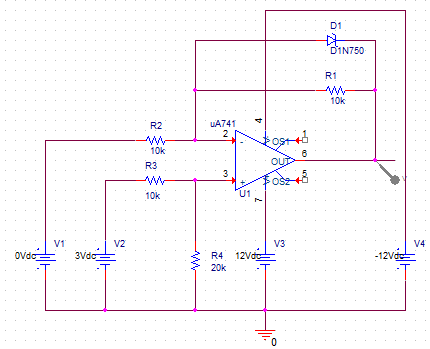 D1
D1N750
R1
10k
4
uA741
R2
10k
2
-
OS1
1
OUT
6
R3
10k
3
+
OS2
5
U1
7
V1
0Vdc
V2
3Vdc
R4
20k
V3
12Vdc
V4
-12Vdc
0
V